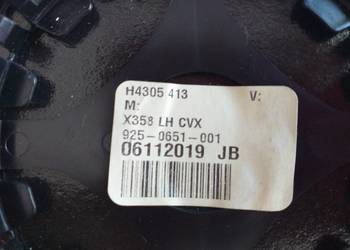 H4305 413 V:
M:
X358 LH CVX
925-0651-001
06112019 JB